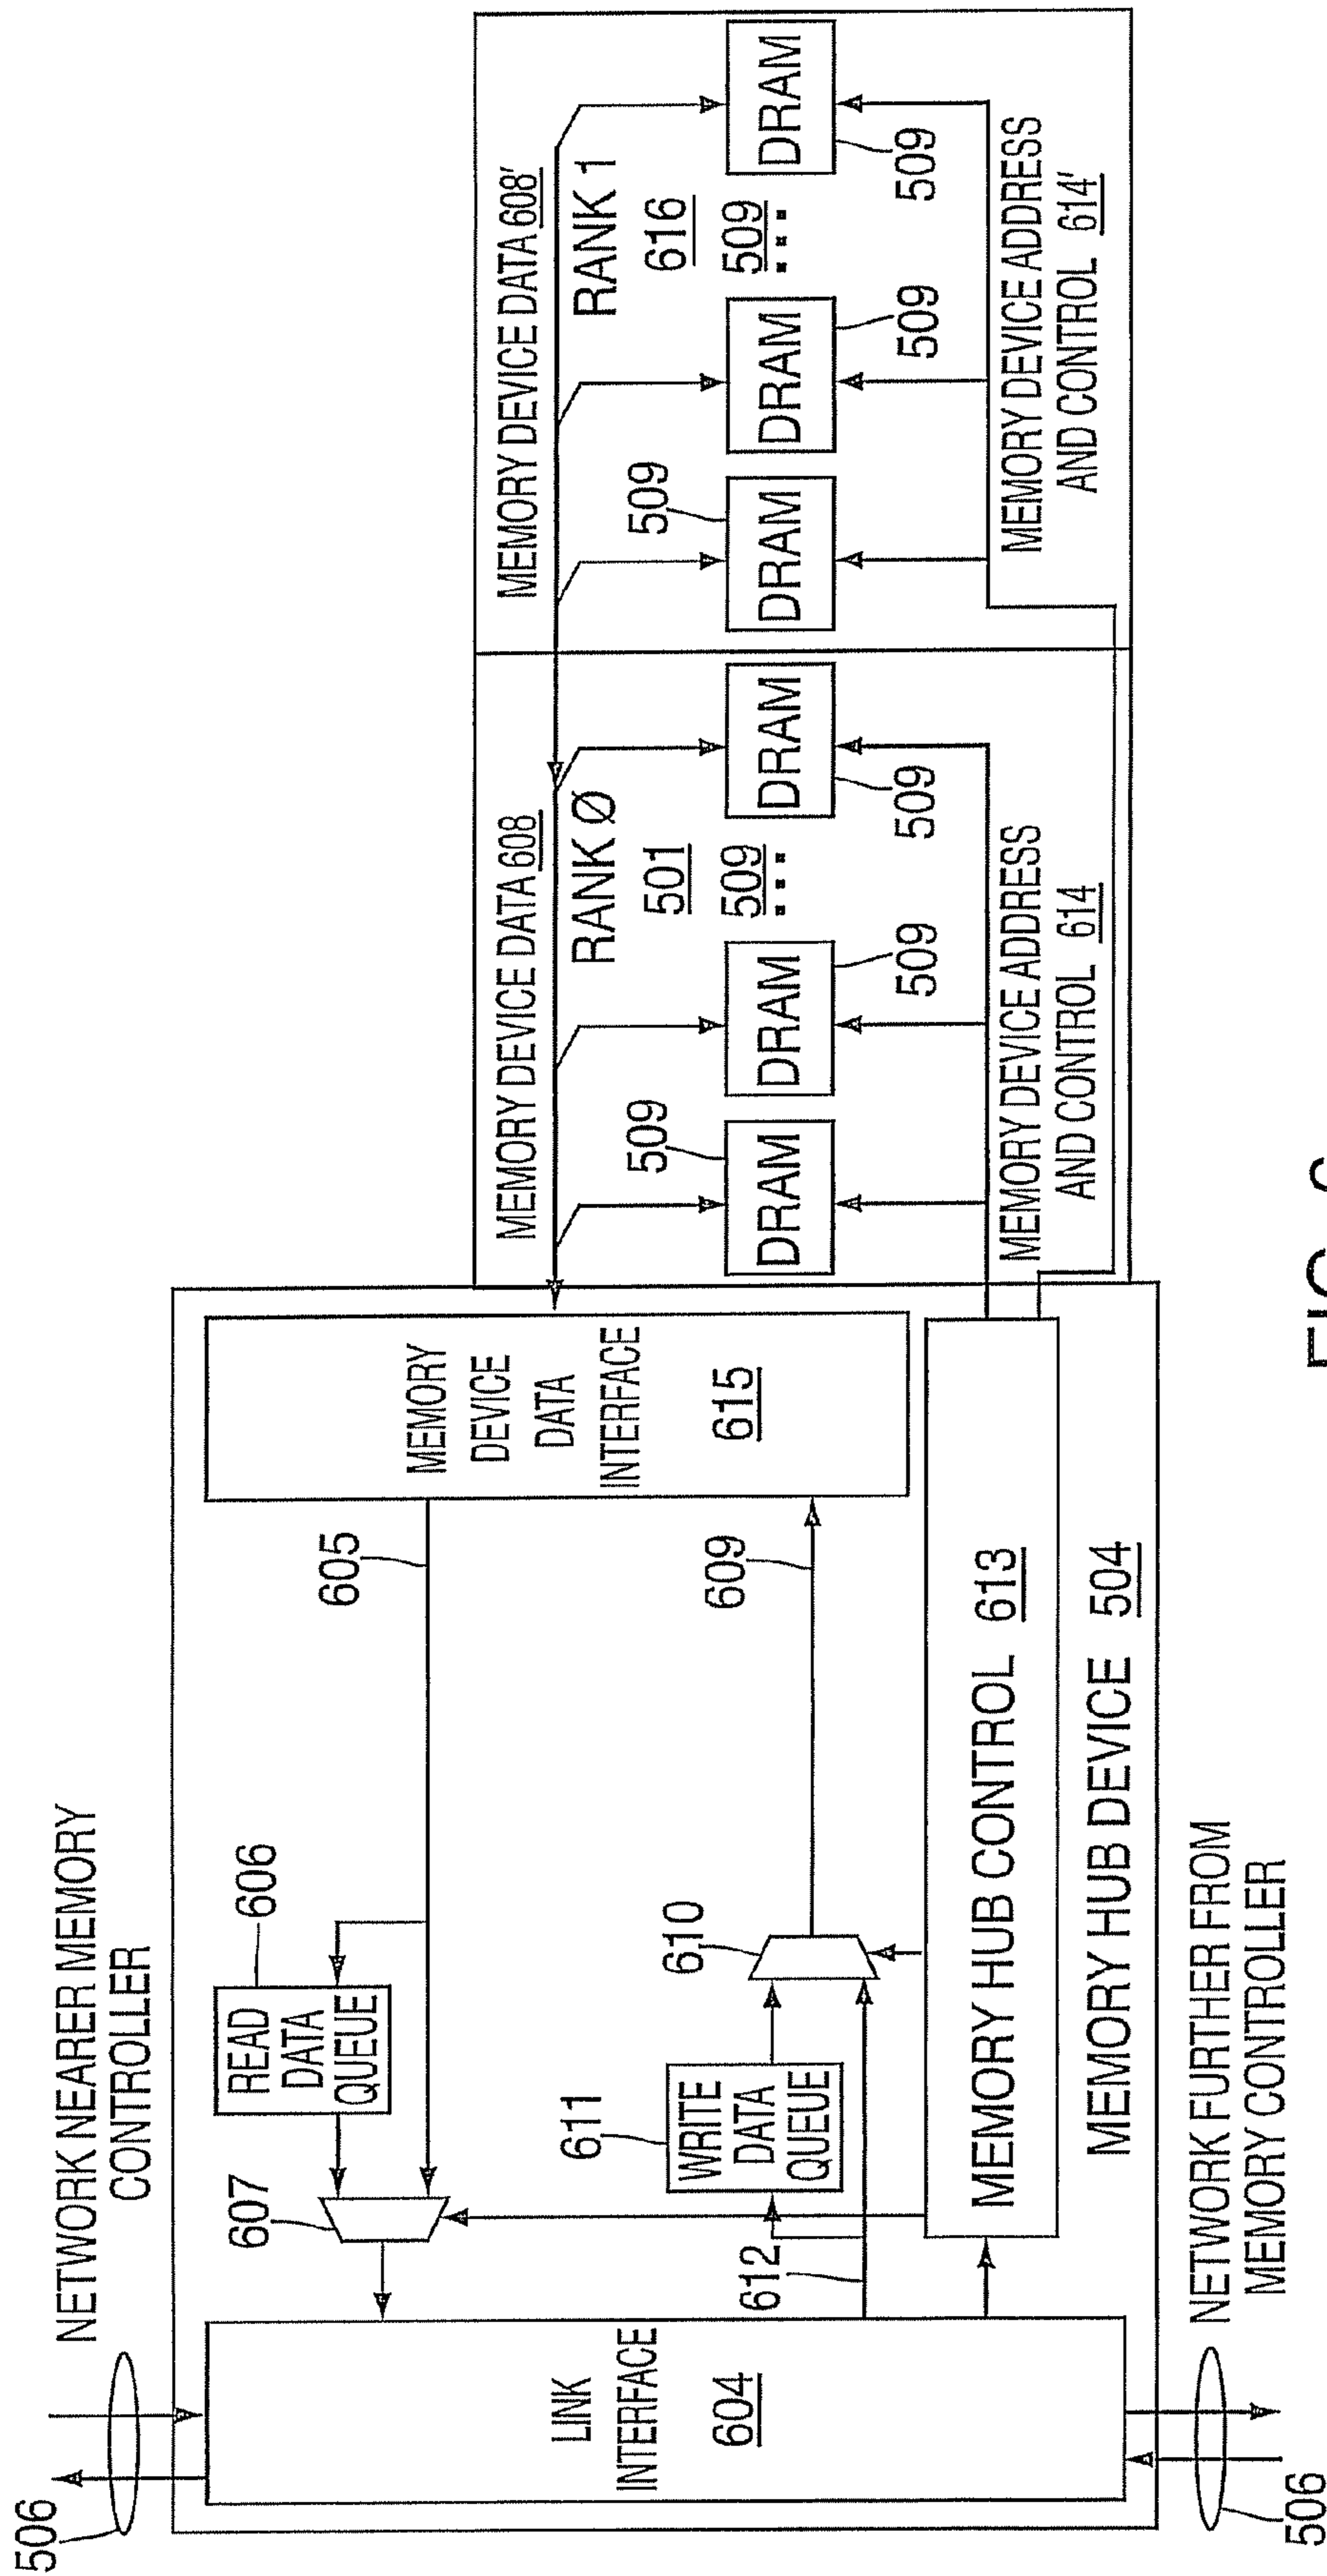 506
NETWORK NEARER MEMORY
CONTROLLER
LINK
INTERFACE
604
607
READ
DATA
QUEUE
606
605
MEMORY
DEVICE
DATA
INTERFACE
615
612
611
WRITE
DATA
QUEUE
610
609
MEMORY HUB CONTROL 613
MEMORY HUB DEVICE 504
506
NETWORK FURTHER FROM
MEMORY CONTROLLER
MEMORY DEVICE DATA 608
RANK Ø
501
509
509
DRAM
DRAM
DRAM
509
509
MEMORY DEVICE ADDRESS
AND CONTROL 614
MEMORY DEVICE DATA 608'
RANK 1
616
509
509
DRAM
DRAM
DRAM
509
509
MEMORY DEVICE ADDRESS
AND CONTROL 614'
FIG.